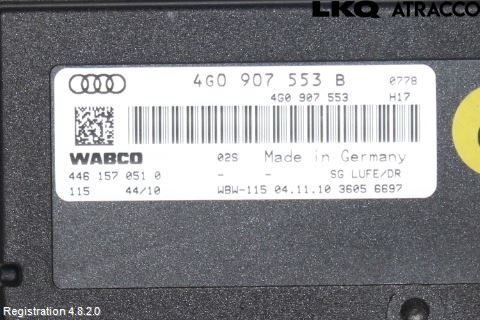 LKQ ATRACCO
4G0 907 553 B 0778
4G0 907 553 H17
WABCO 02S Made in Germany
446 157 051 0 - - SG LUFE/DR
115 44/10 WBW-115 04.11.10 3605 6697
Registration 4.8.2.0